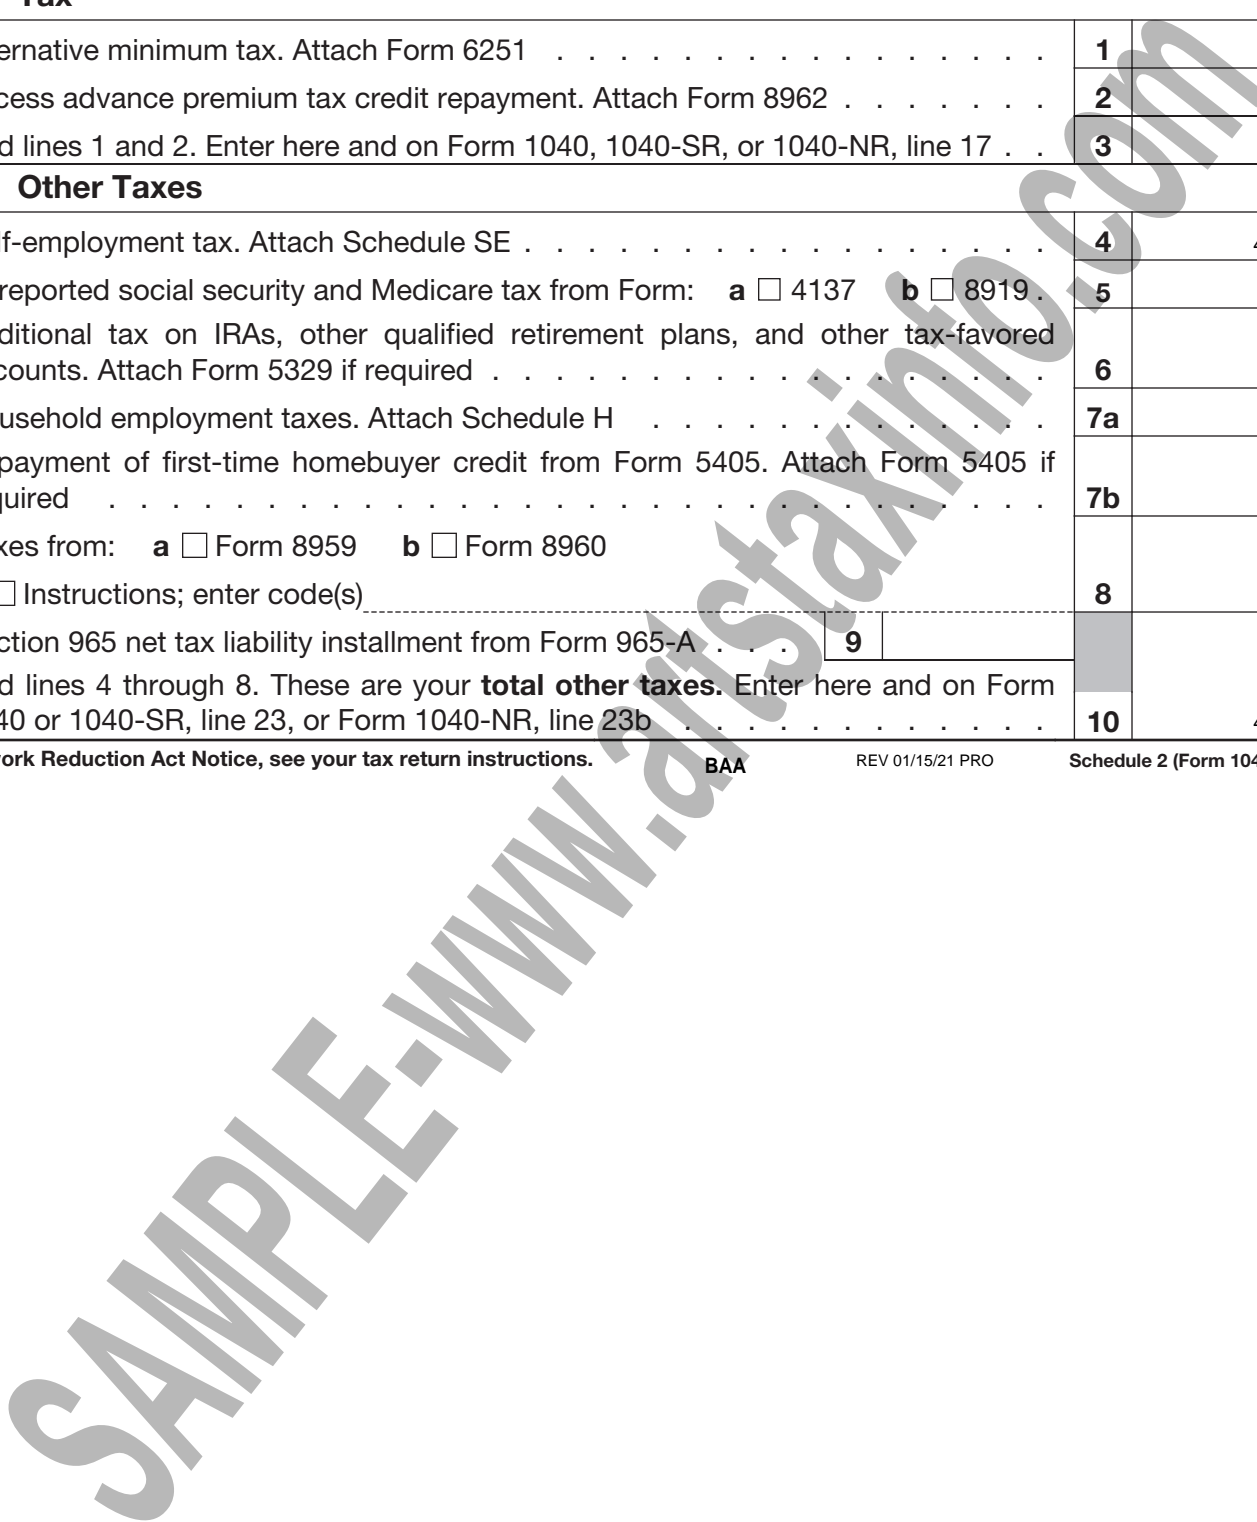 Tax
ernative minimum tax. Attach Form 6251 . . . . . . . . . . . . . . . . 1
cess advance premium tax credit repayment. Attach Form 8962 . . . . . . . 2
d lines 1 and 2. Enter here and on Form 1040, 1040-SR, or 1040-NR, line 17 . . 3
Other Taxes
lf-employment tax. Attach Schedule SE . . . . . . . . . . . . . . . . . 4
reported social security and Medicare tax from Form: a 4137 b 8919 . 5
ditional tax on IRAs, other qualified retirement plans, and other tax-favored
counts. Attach Form 5329 if required . . . . . . . . . . . . . . . . . . 6
usehold employment taxes. Attach Schedule H . . . . . . . . . . . . . 7a
payment of first-time homebuyer credit from Form 5405. Attach Form 5405 if
quired . . . . . . . . . . . . . . . . . . . . . . . . . . . . . . 7b
xes from: a Form 8959 b Form 8960
Instructions; enter code(s) 8
ction 965 net tax liability installment from Form 965-A . . . 9
d lines 4 through 8. These are your total other taxes. Enter here and on Form
40 or 1040-SR, line 23, or Form 1040-NR, line 23b . . . . . . . . . . . . 10
ork Reduction Act Notice, see your tax return instructions. BAA REV 01/15/21 PRO Schedule 2 (Form 104
SAMPLE-www.artstaxinfo.com